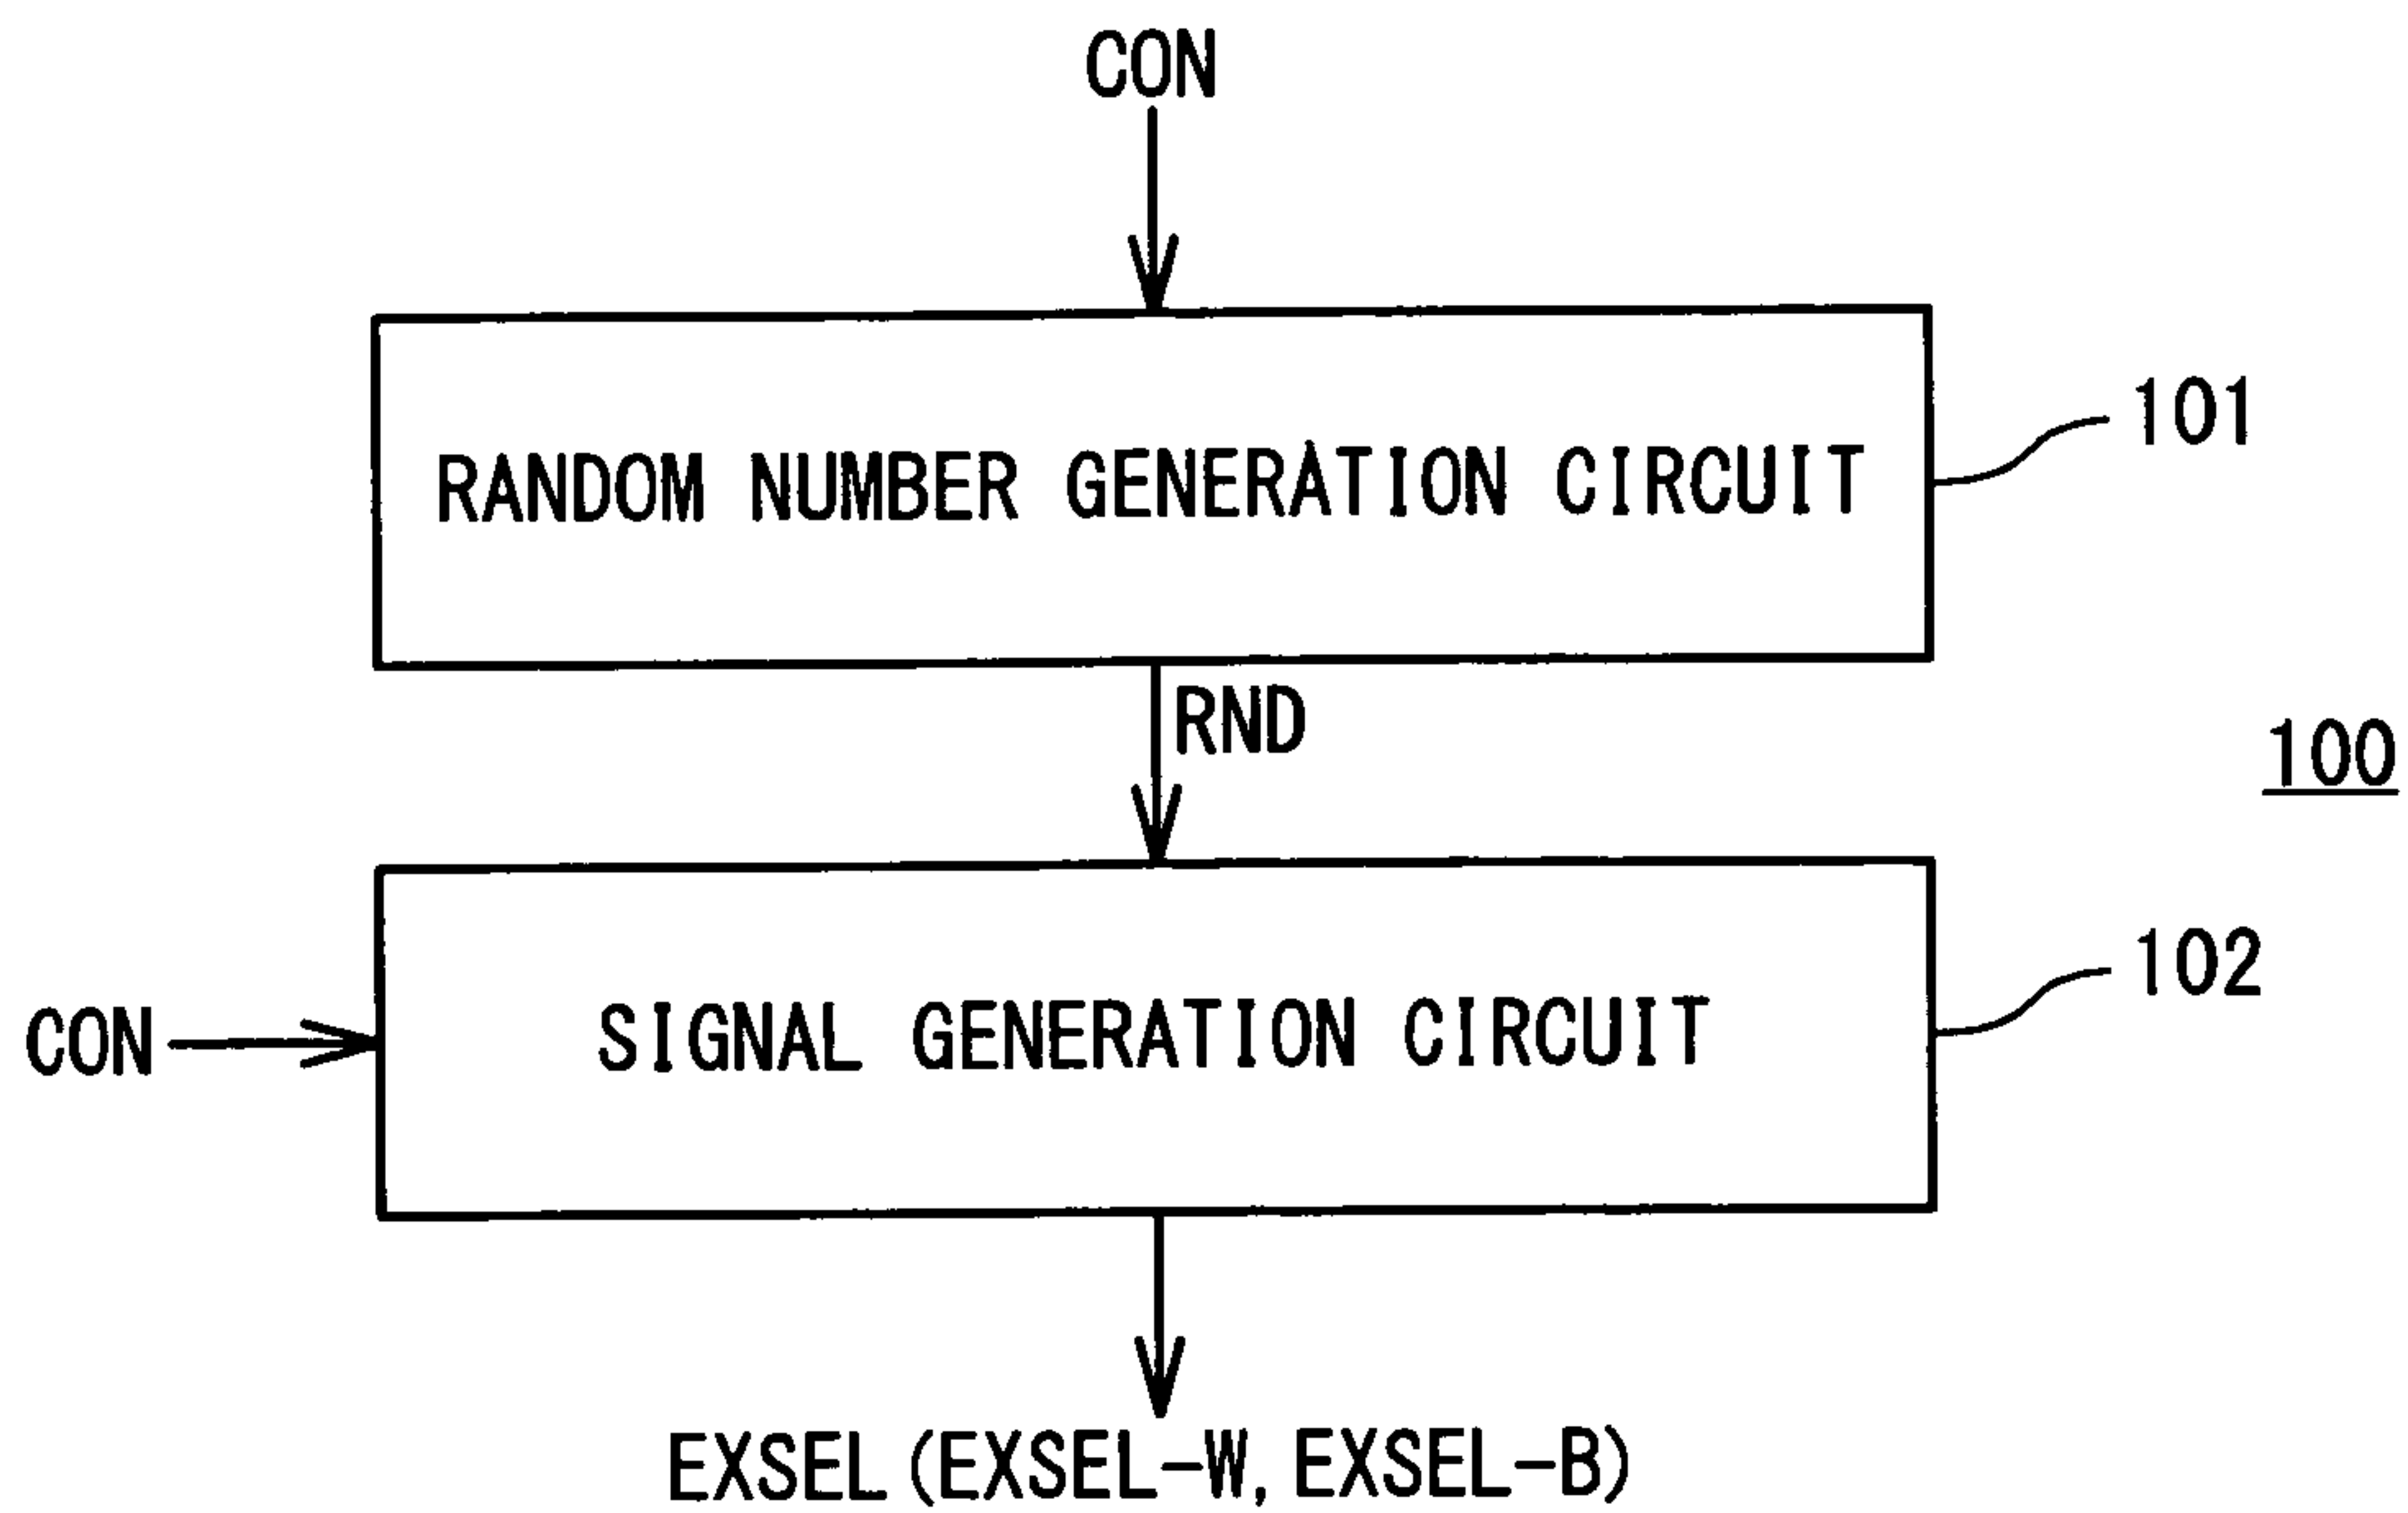 CON
RANDOM NUMBER GENERATION CIRCUIT
101
RND
100
CON
SIGNAL GENERATION CIRCUIT
102
EXSEL (EXSEL-W, EXSEL-B)